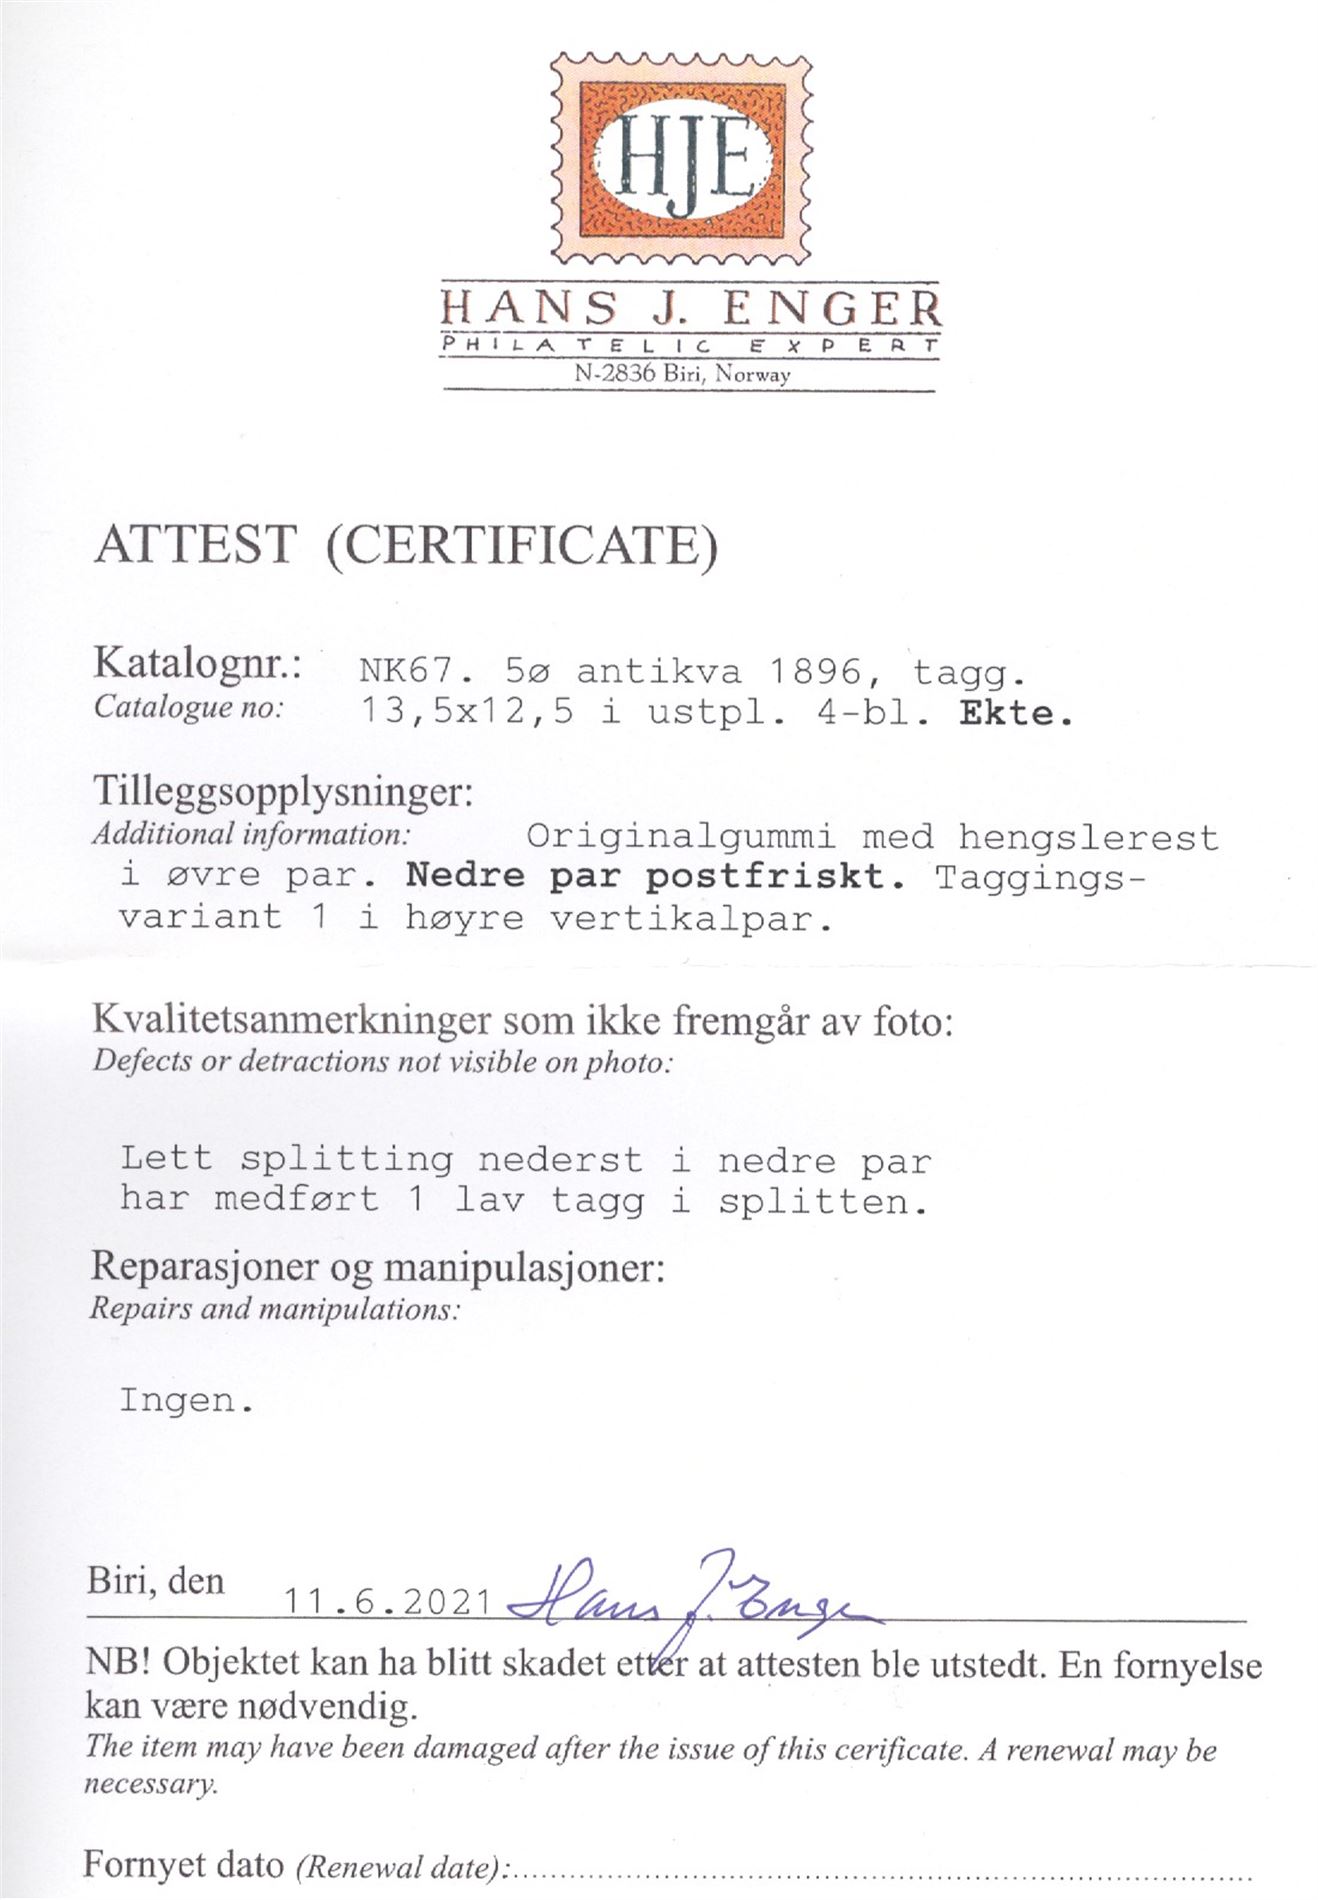 HJE
HANS J. ENGER
PHILATELIC EXPERT
N-2836 Biri, Norway
ATTEST (CERTIFICATE)
Katalognr.: NK67. 5ø antikva 1896, tagg.
Catalogue no: 13,5x12,5 i ustpl. 4-bl. Ekte.
Tilleggsopplysninger:
Additional information: Originalgummi med hengslerest
i øvre par. Nedre par postfriskt. Taggings-
variant 1 i høyre vertikalpar.
Kvalitetsanmerkninger som ikke fremgår av foto:
Defects or detractions not visible on photo:
Lett splitting nederst i nedre par
har medført 1 lav tagg i splitten.
Reparasjoner og manipulasjoner:
Repairs and manipulations:
Ingen.
Biri, den 11.6.2021 Hans J. Enger
NB! Objektet kan ha blitt skadet etter at attesten ble utstedt. En fornyelse
kan være nødvendig.
The item may have been damaged after the issue of this cerificate. A renewal may be
necessary.
Fornyet dato (Renewal date):